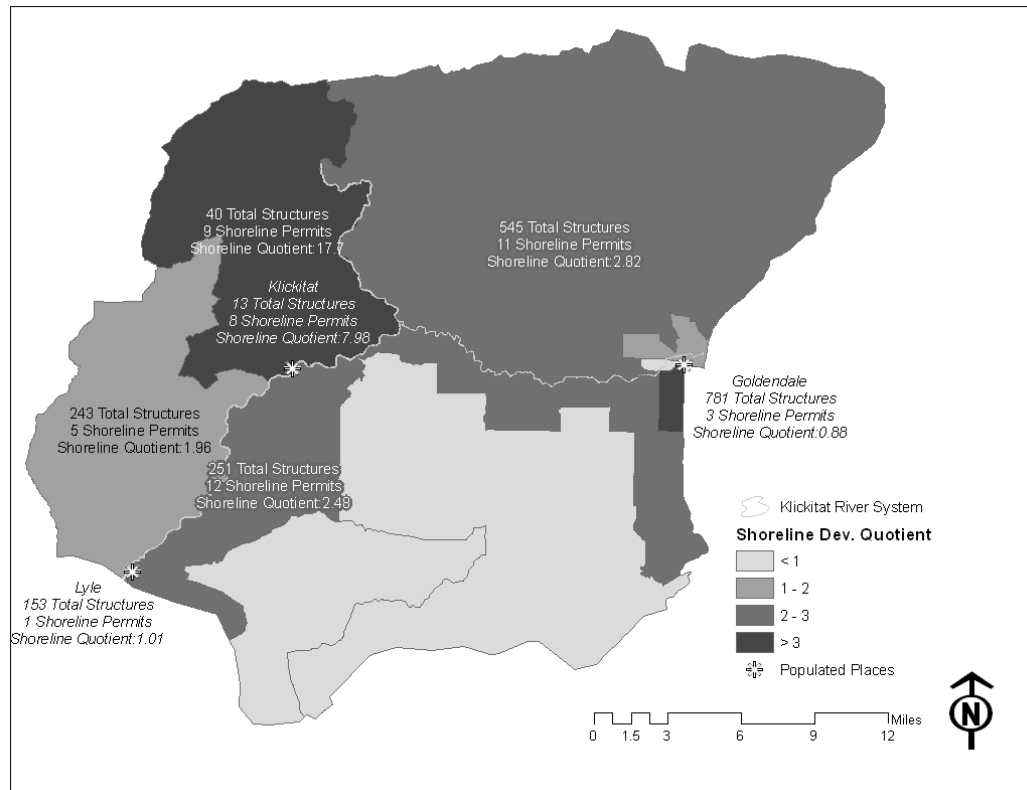 40 Total Structures
9 Shoreline Permits
Shoreline Quotient:17.7
545 Total Structures
11 Shoreline Permits
Shoreline Quotient:2.82
Klickitat
13 Total Structures
8 Shoreline Permits
Shoreline Quotient:7.98
Goldendale
781 Total Structures
3 Shoreline Permits
Shoreline Quotient:0.88
243 Total Structures
5 Shoreline Permits
Shoreline Quotient:1.96
251 Total Structures
12 Shoreline Permits
Shoreline Quotient:2.48
Lyle
153 Total Structures
1 Shoreline Permits
Shoreline Quotient:1.01
Klickitat River System
Shoreline Dev. Quotient
< 1
1 - 2
2 - 3
> 3
Populated Places
Miles
0 1.5 3 6 9 12
N